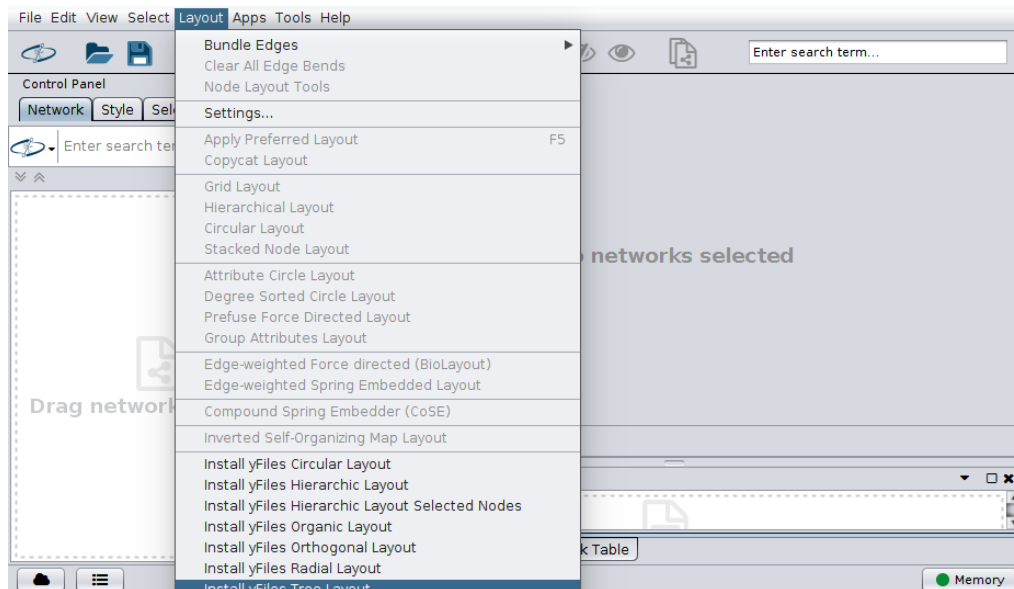 File Edit View Select Layout Apps Tools Help
Enter search term...
Control Panel
Network Style Sel
Enter search ter
Drag network
Bundle Edges
Clear All Edge Bends
Node Layout Tools
Settings...
Apply Preferred Layout F5
Copycat Layout
Grid Layout
Hierarchical Layout
Circular Layout
Stacked Node Layout
Attribute Circle Layout
Degree Sorted Circle Layout
Prefuse Force Directed Layout
Group Attributes Layout
Edge-weighted Force directed (BioLayout)
Edge-weighted Spring Embedded Layout
Compound Spring Embedder (CoSE)
Inverted Self-Organizing Map Layout
Install yFiles Circular Layout
Install yFiles Hierarchic Layout
Install yFiles Hierarchic Layout Selected Nodes
Install yFiles Organic Layout
Install yFiles Orthogonal Layout
Install yFiles Radial Layout
Install yFiles Tree Layout
networks selected
k Table
Memory